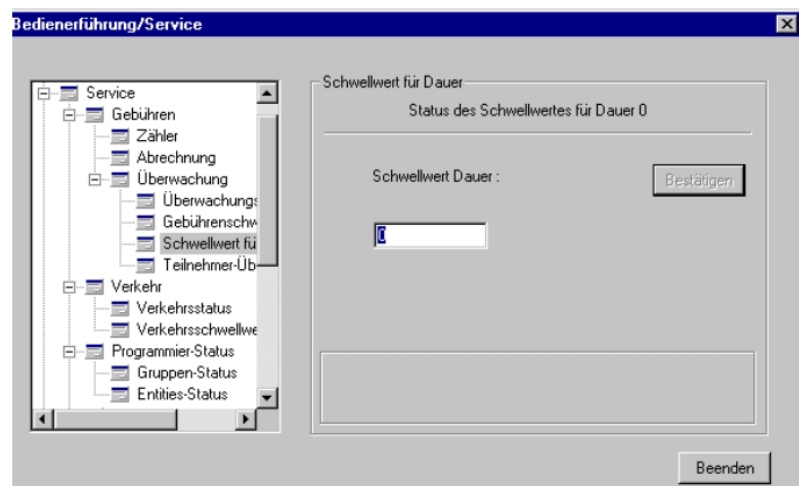 Bedienerführung/Service
Service
Gebühren
Zähler
Abrechnung
Überwachung
Überwachungs
Gebührenschw
Schwellwert fü
Teilnehmer-Üb
Verkehr
Verkehrsstatus
Verkehrsschwellwe
Programmier-Status
Gruppen-Status
Entities-Status
Schwellwert für Dauer
Status des Schwellwertes für Dauer 0
Schwellwert Dauer :
Bestätigen
0
Beenden